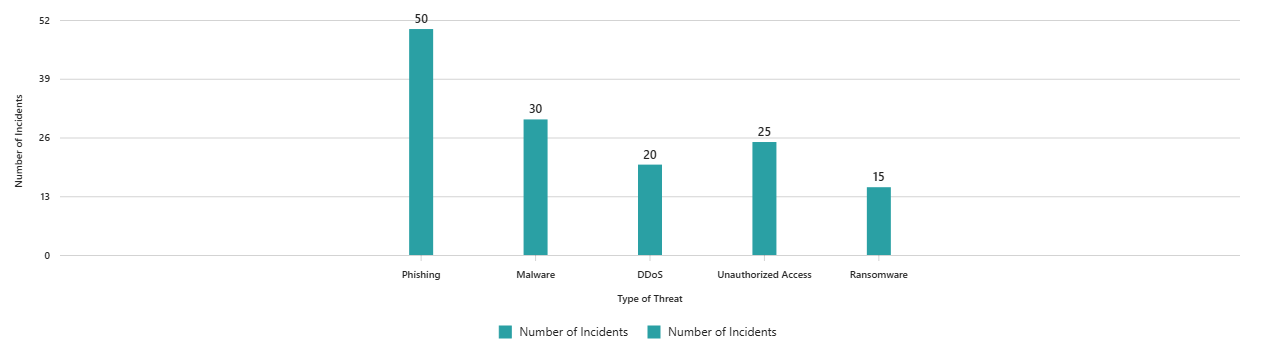 50
52
39
30
26
25
20
15
13
0
Number of Incidents
Phishing Malware DDoS Unauthorized Access Ransomware
Type of Threat
Number of Incidents Number of Incidents